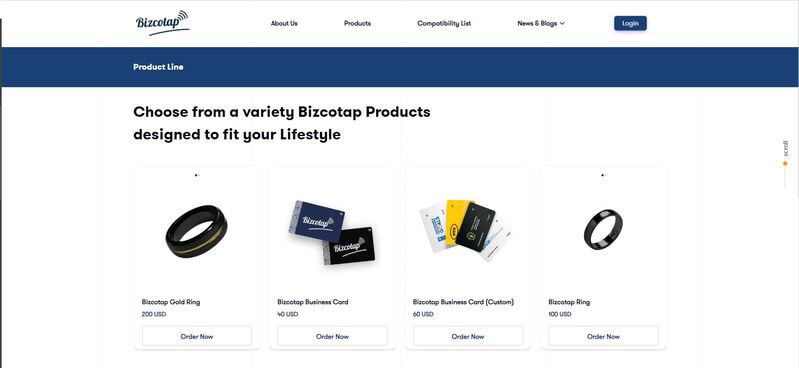 Bizcotap
About Us
Products
Compatibility List
News & Blogs
Login
Product Line
Choose from a variety Bizcotap Products
designed to fit your Lifestyle
scroll
Bizcotap
Bizcotap
Bizcotap Gold Ring
200 USD
Order Now
Bizcotap Business Card
40 USD
Order Now
Bizcotap Business Card (Custom)
60 USD
Order Now
Bizcotap Ring
100 USD
Order Now